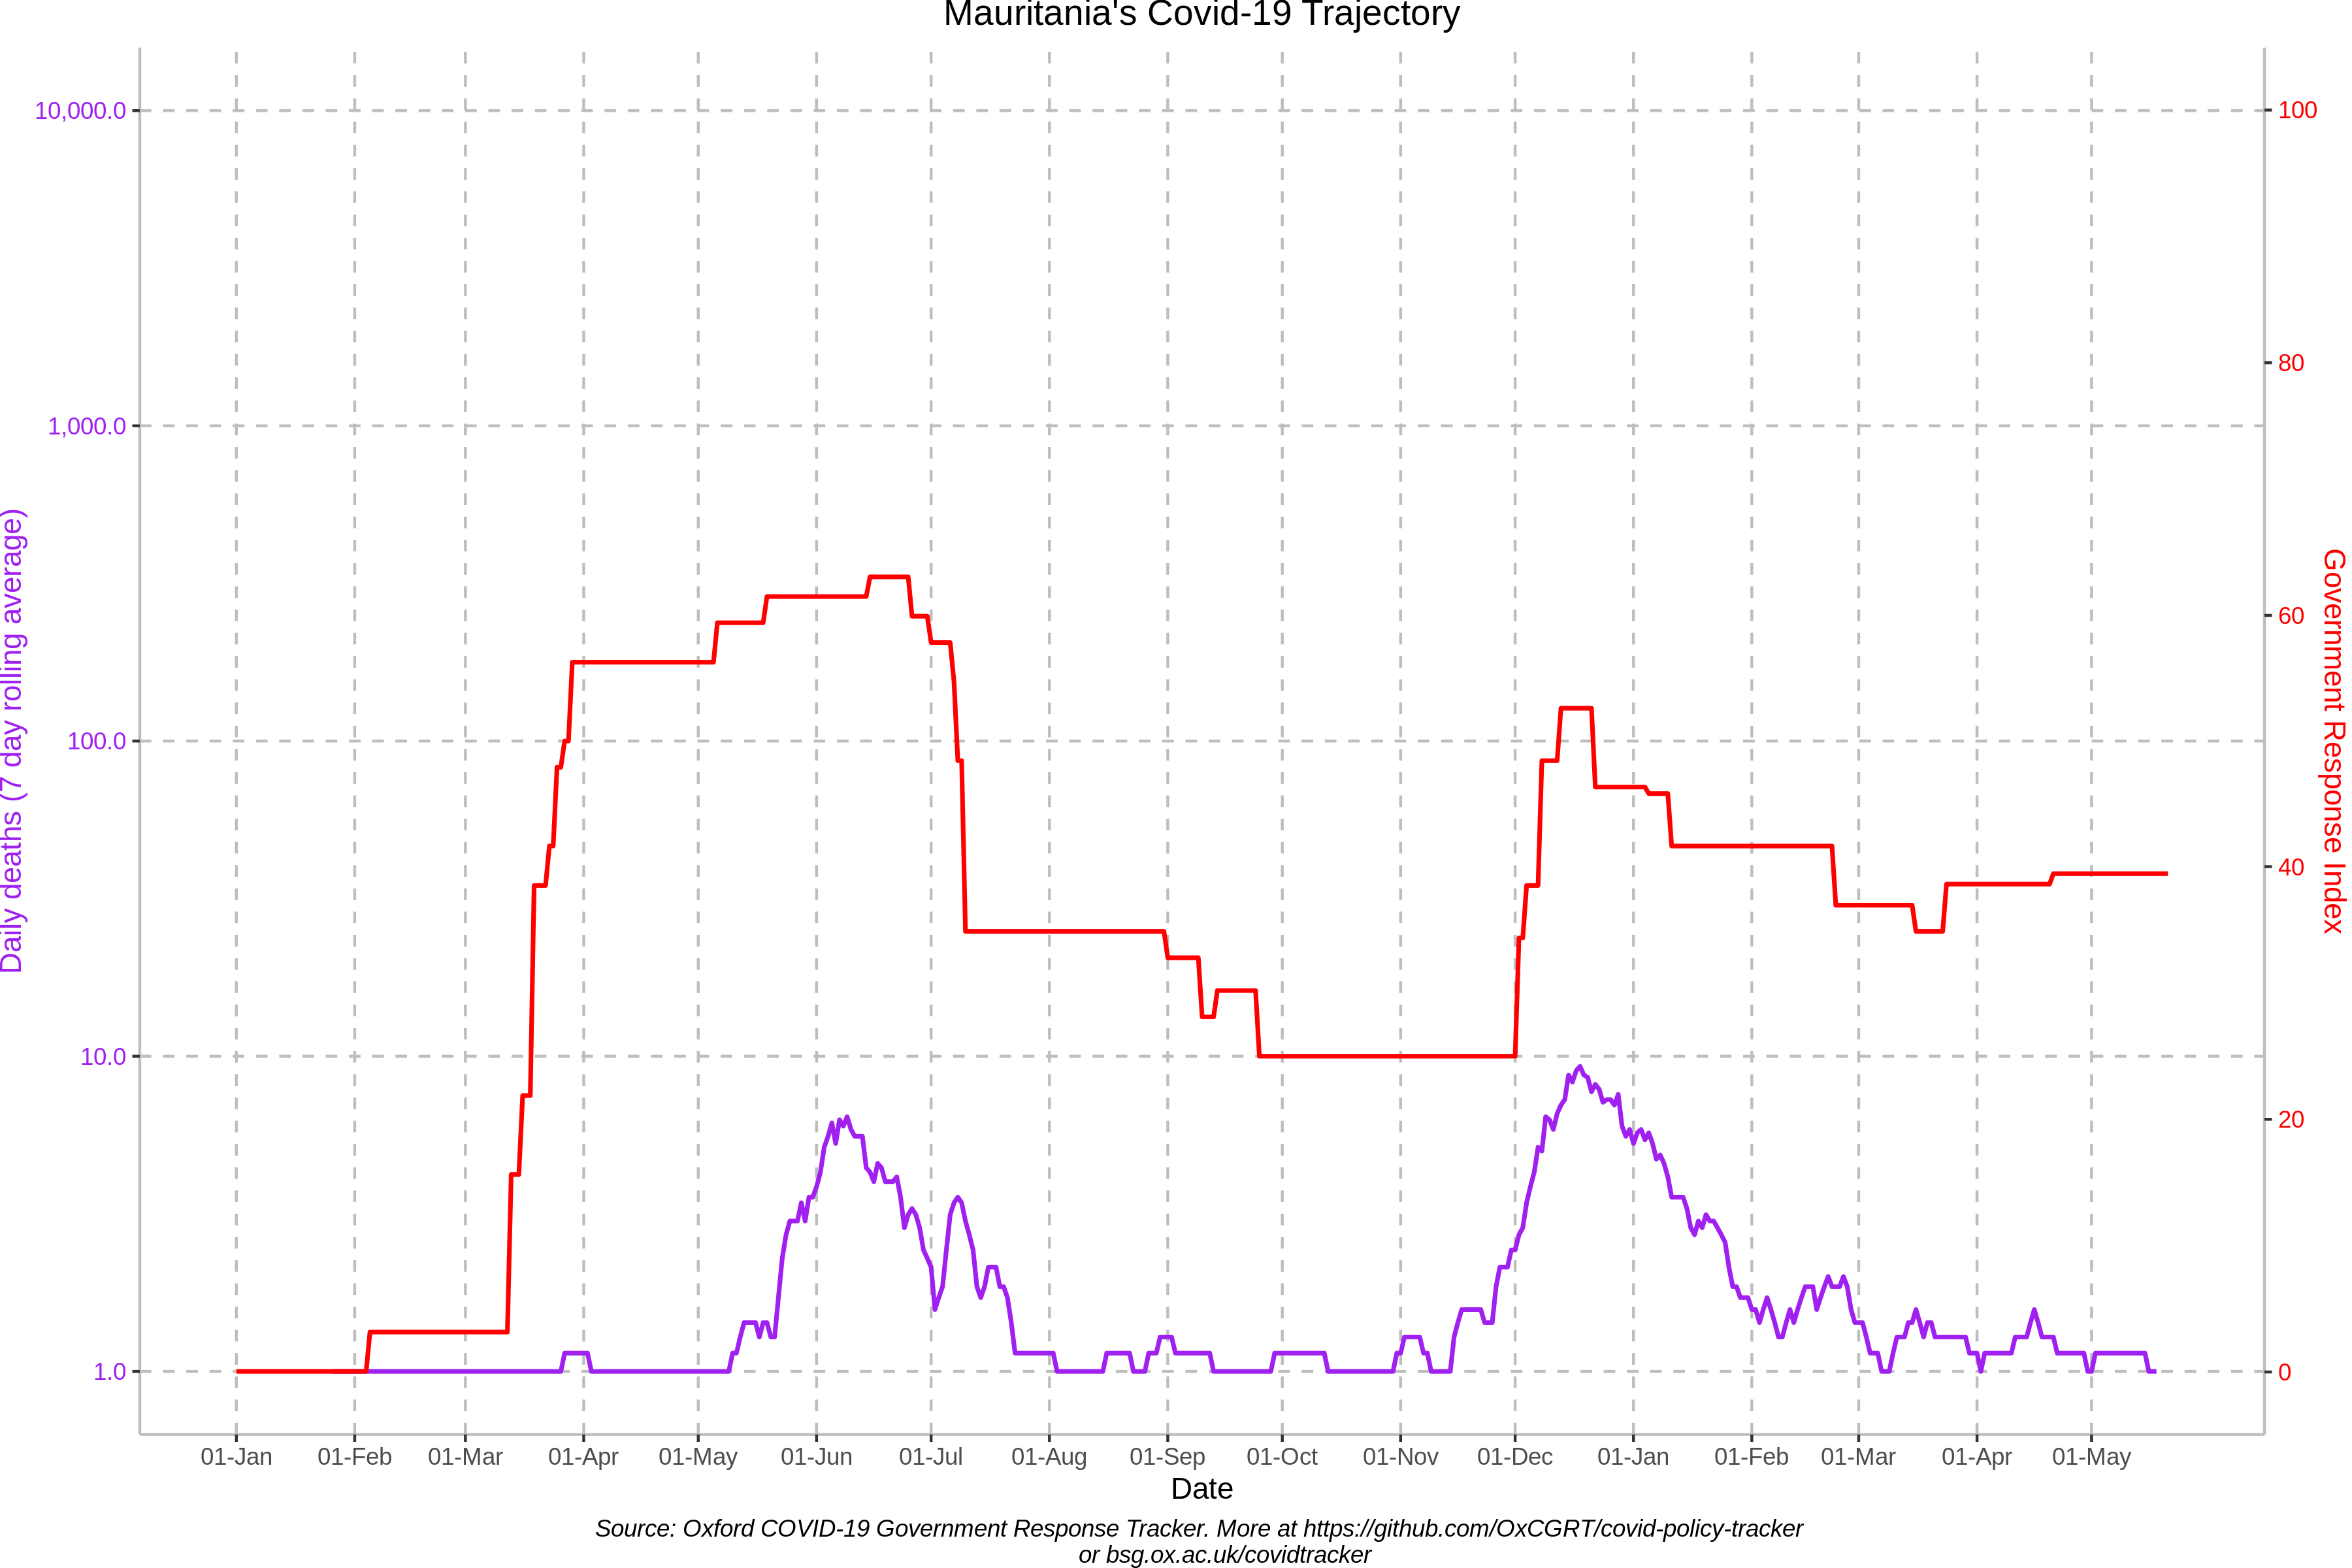 Mauritania's Covid-19 Trajectory
10,000.0
1,000.0
100.0
10.0
1.0
Daily deaths (7 day rolling average)
100
80
60
40
20
0
Government Response Index
01-Jan 01-Feb 01-Mar 01-Apr 01-May 01-Jun 01-Jul 01-Aug 01-Sep 01-Oct 01-Nov 01-Dec 01-Jan 01-Feb 01-Mar 01-Apr 01-May
Date
Source: Oxford COVID-19 Government Response Tracker. More at https://github.com/OxCGRT/covid-policy-tracker
or bsg.ox.ac.uk/covidtracker